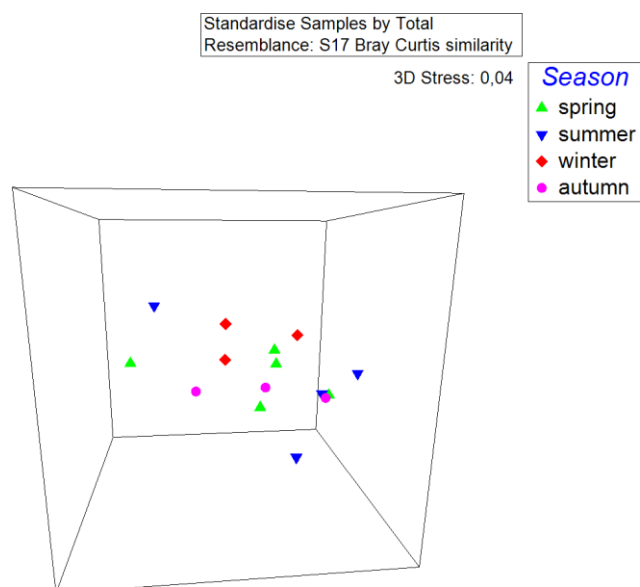 Standardise Samples by Total
Resemblance: S17 Bray Curtis similarity
3D Stress: 0,04
Season
spring
summer
winter
autumn